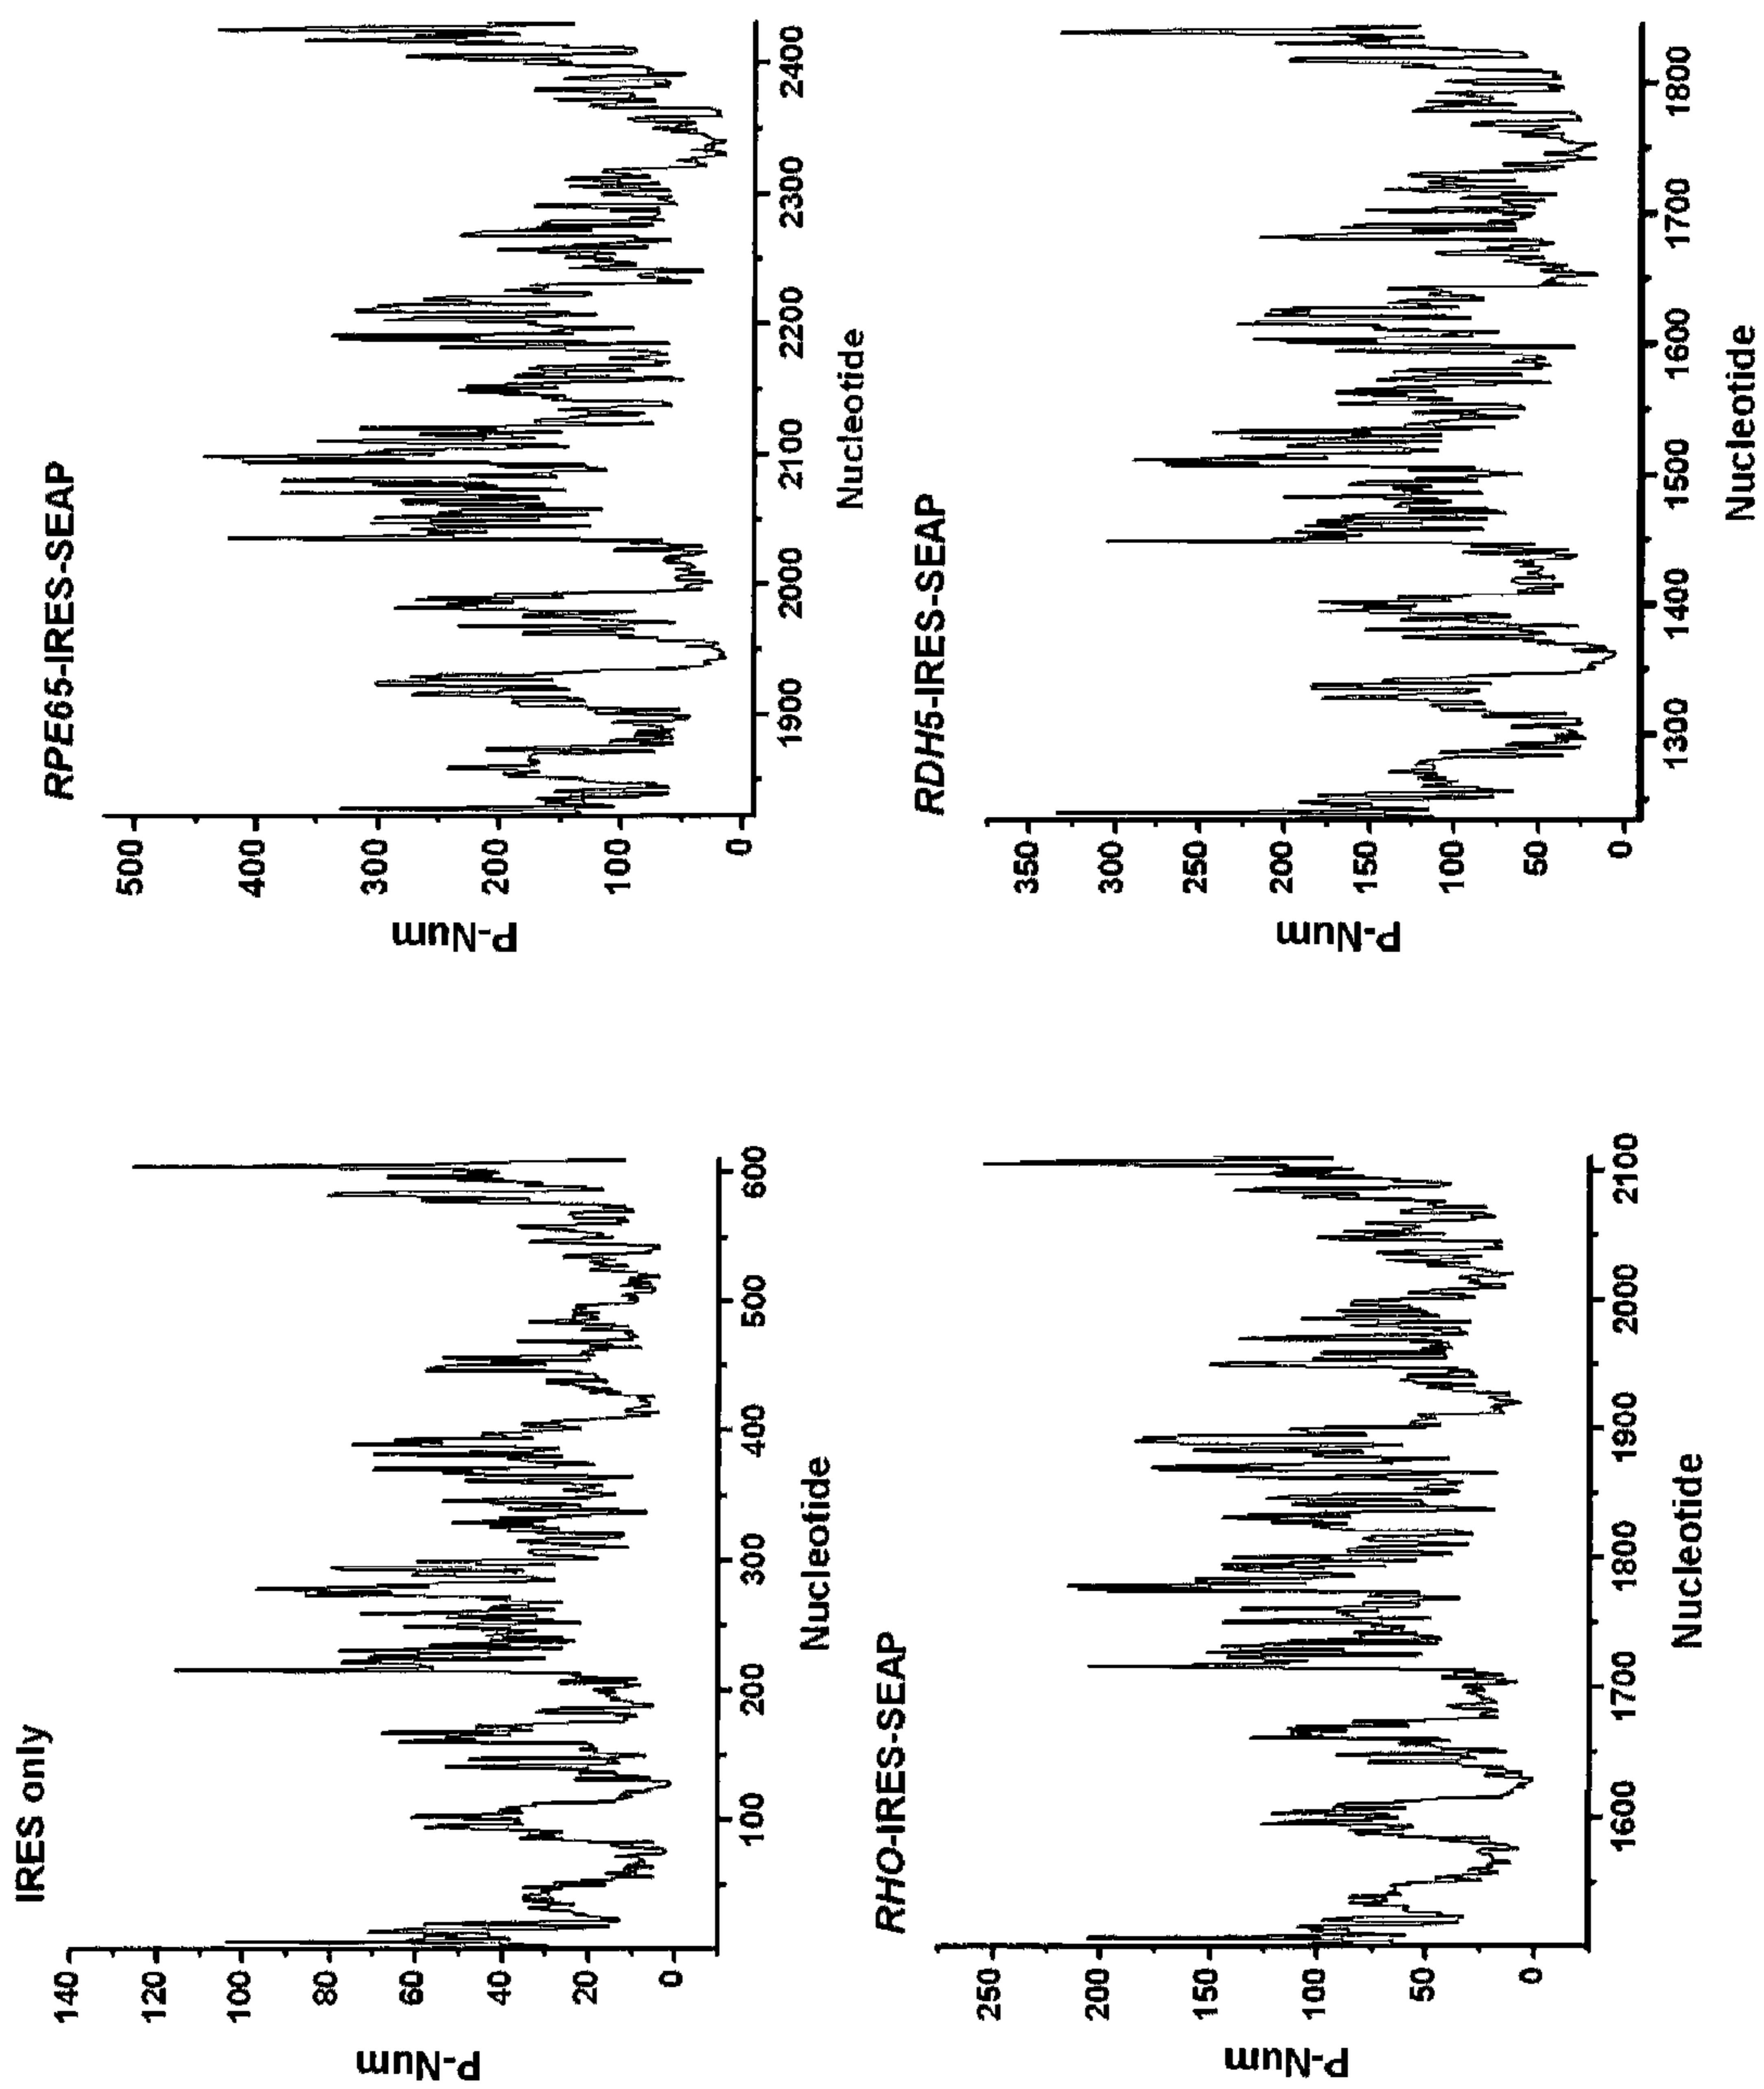 IRES only
P-Num
140
120
100
80
60
40
20
0
100 200 300 400 500 600
Nucleotide
RPE65-IRES-SEAP
P-Num
500
400
300
200
100
0
1900 2000 2100 2200 2300 2400
Nucleotide
RHO-IRES-SEAP
P-Num
250
200
150
100
50
0
1600 1700 1800 1900 2000 2100
Nucleotide
RDH5-IRES-SEAP
P-Num
350
300
250
200
150
100
50
0
1300 1400 1500 1600 1700 1800
Nucleotide